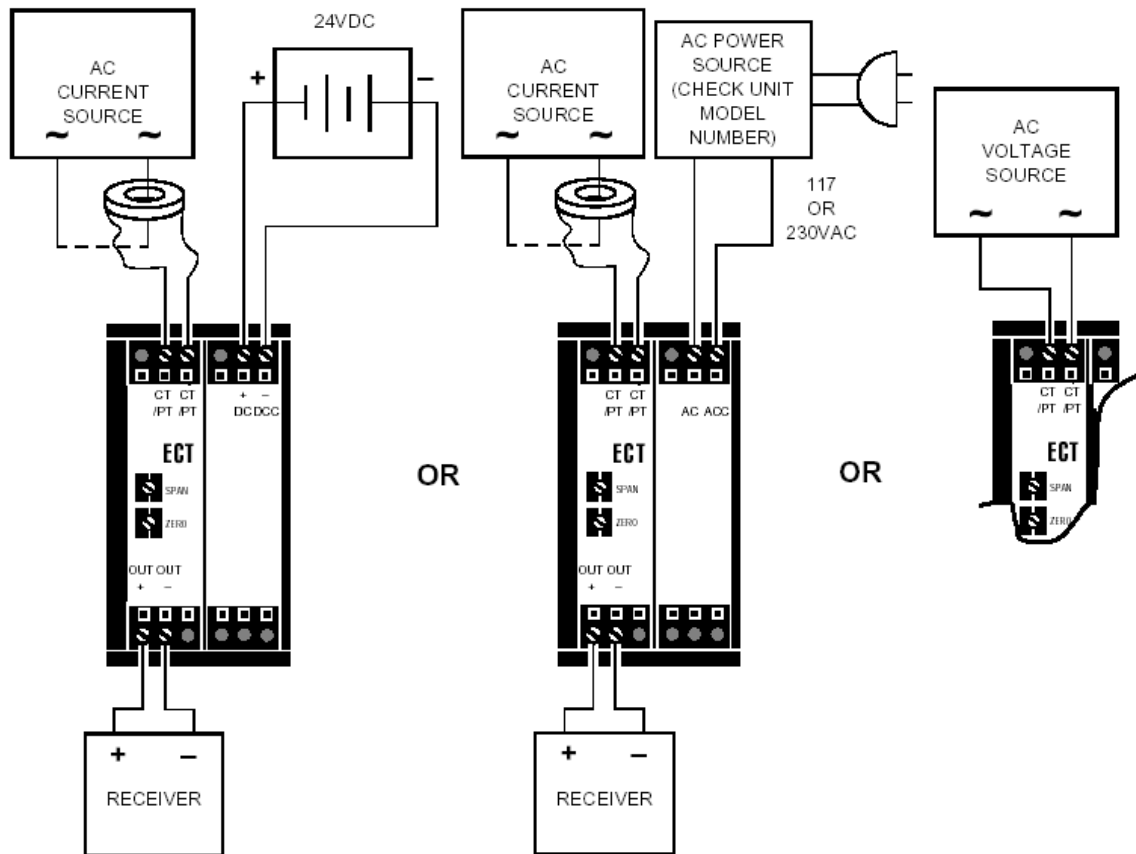 AC
CURRENT
SOURCE
~ ~
24VDC
+ –
AC
CURRENT
SOURCE
~ ~
AC POWER
SOURCE
(CHECK UNIT
MODEL
NUMBER)
117
OR
230VAC
AC
VOLTAGE
SOURCE
~ ~
CT CT
/PT /PT
+ –
DC DCC
ECT
SPAN
ZERO
OUT OUT
+ –
+ –
RECEIVER
OR
CT CT
/PT /PT
AC ACC
ECT
SPAN
ZERO
OUT OUT
+ –
+ –
RECEIVER
OR
CT CT
/PT /PT
ECT
SPAN
ZERO